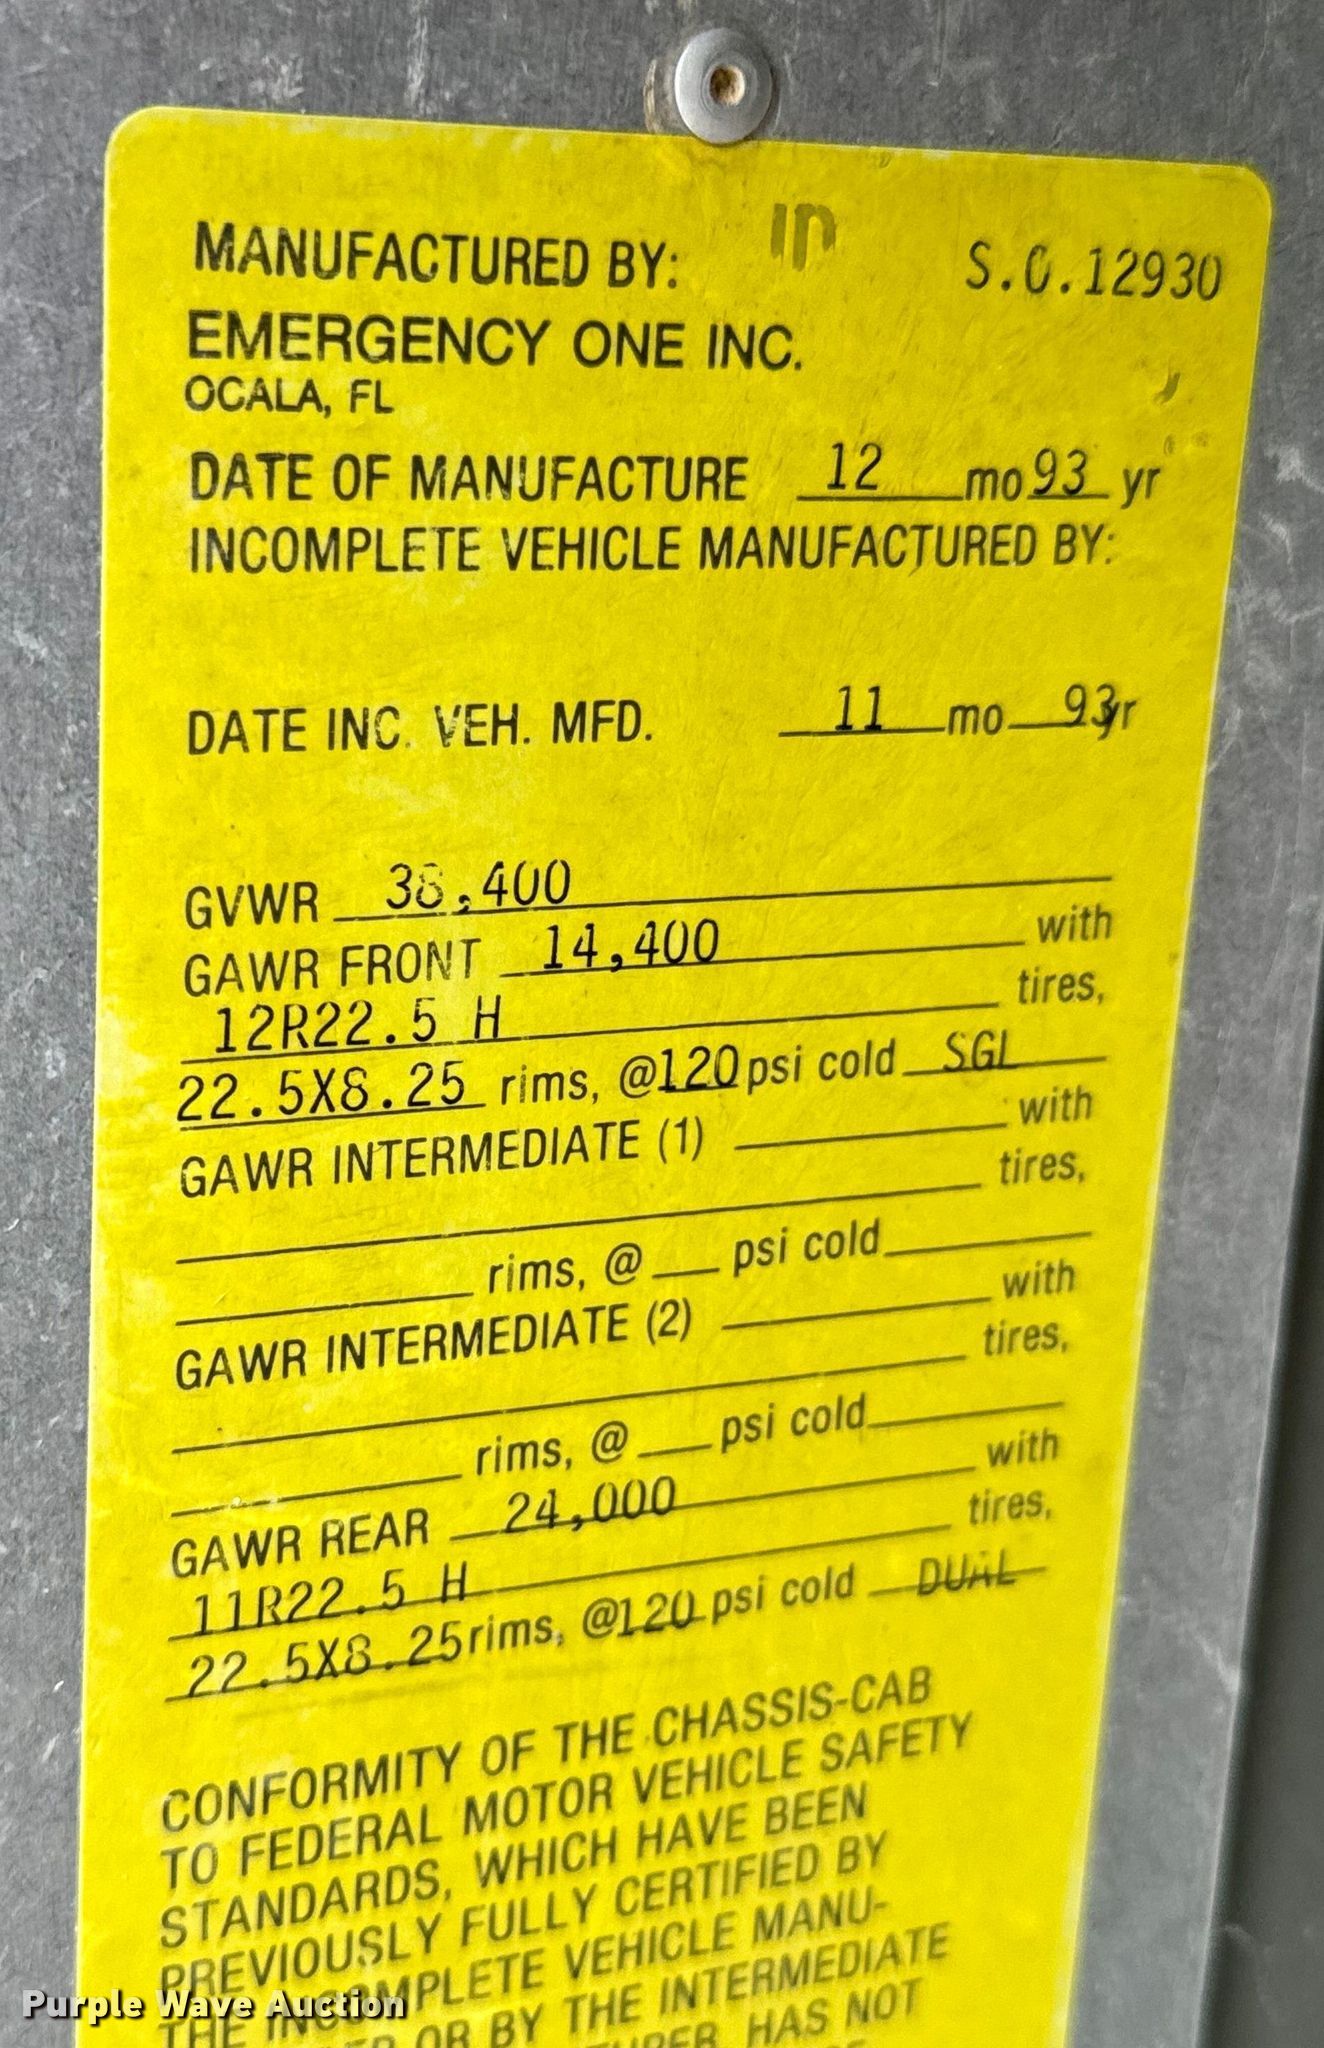 MANUFACTURED BY: S.O.12930
EMERGENCY ONE INC.
OCALA, FL
DATE OF MANUFACTURE 12 mo 93 yr
INCOMPLETE VEHICLE MANUFACTURED BY:
DATE INC. VEH. MFD. 11 mo 93 yr
GVWR 38,400
GAWR FRONT 14,400 with
12R22.5 H tires,
22.5X8.25 rims, @120 psi cold SGL
GAWR INTERMEDIATE (1) with
tires,
rims, @ psi cold
GAWR INTERMEDIATE (2) with
tires,
rims, @ psi cold
GAWR REAR 24,000 with
11R22.5 H tires,
22.5X8.25 rims, @120 psi cold DUAL
CONFORMITY OF THE CHASSIS-CAB
TO FEDERAL MOTOR VEHICLE SAFETY
STANDARDS, WHICH HAVE BEEN
PREVIOUSLY FULLY CERTIFIED BY
THE INCOMPLETE VEHICLE MANU-
OR BY THE INTERMEDIATE
HAS NOT
Purple Wave Auction